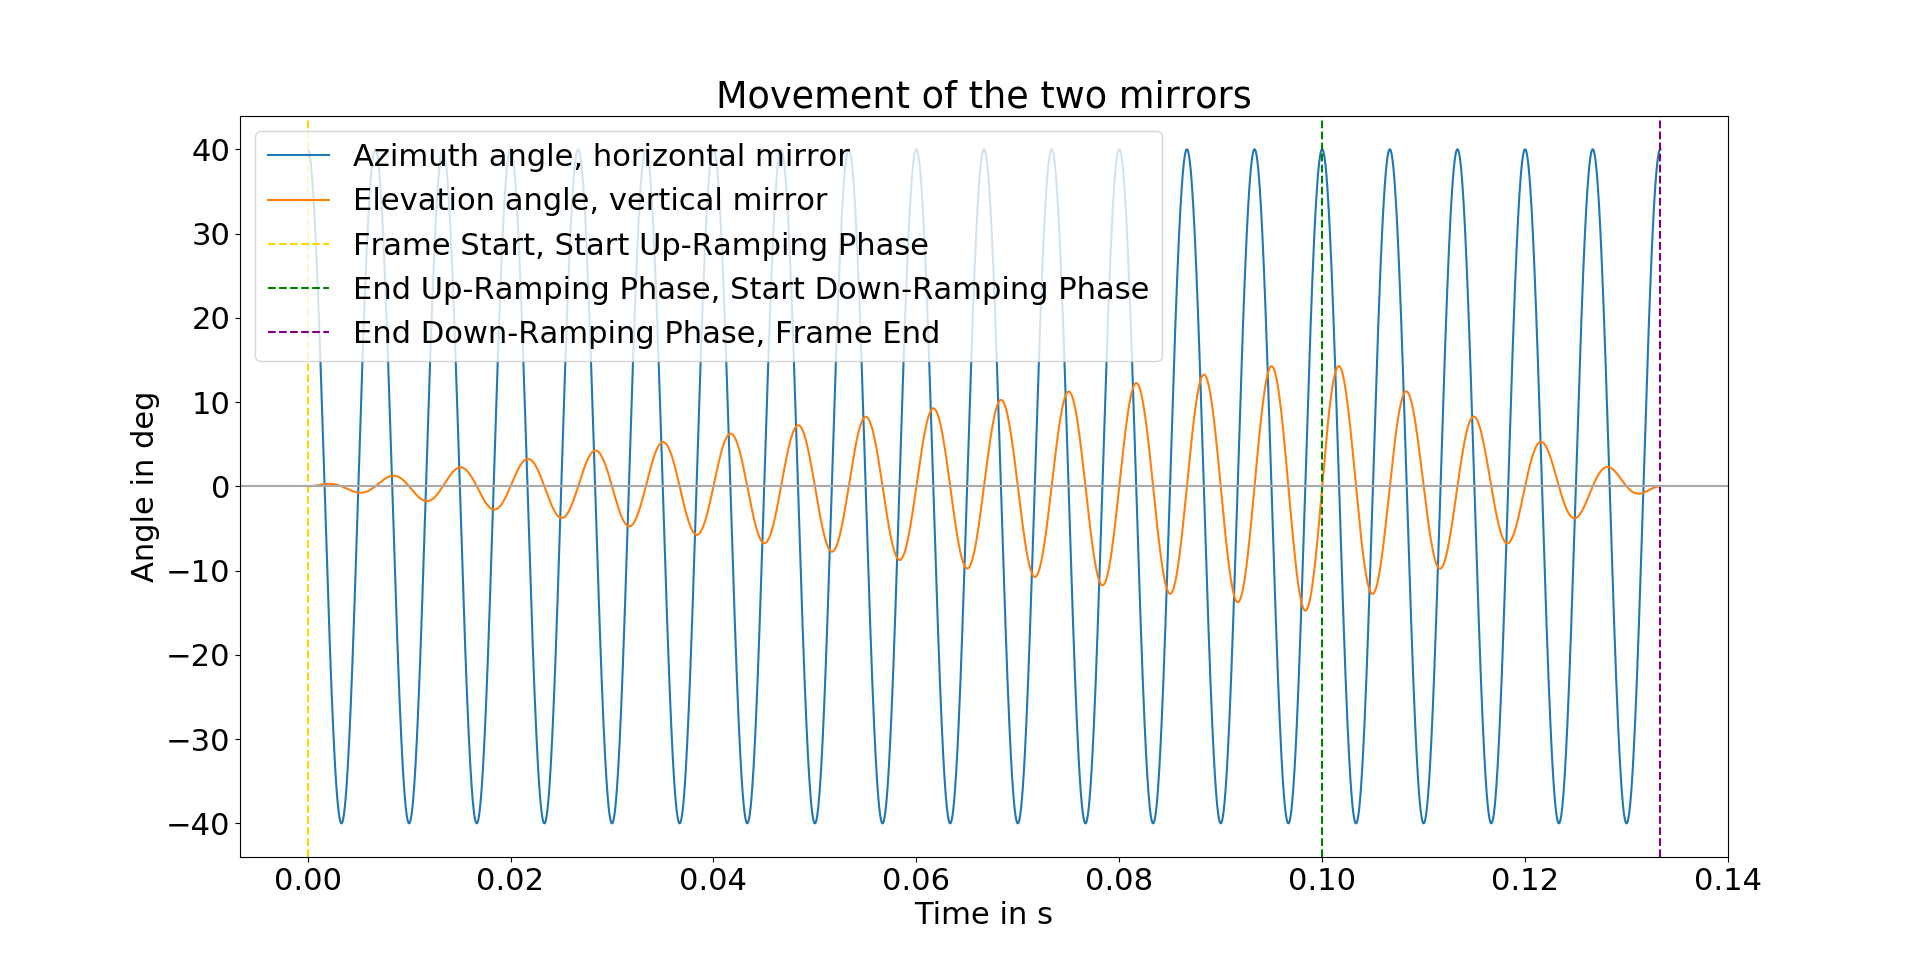 Movement of the two mirrors
Azimuth angle, horizontal mirror
Elevation angle, vertical mirror
Frame Start, Start Up-Ramping Phase
End Up-Ramping Phase, Start Down-Ramping Phase
End Down-Ramping Phase, Frame End
Angle in deg
40
30
20
10
0
−10
−20
−30
−40
0.00 0.02 0.04 0.06 0.08 0.10 0.12 0.14
Time in s